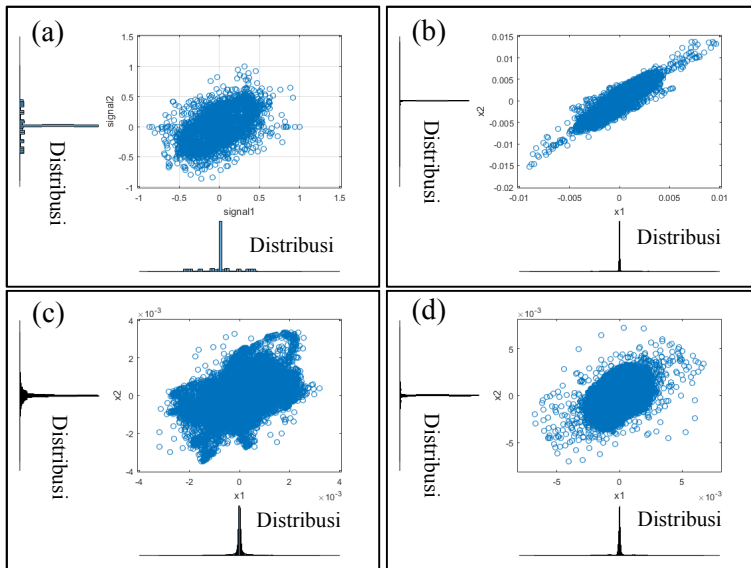 (a)
1.5
1
0.5
0
-0.5
-1
signal2
-1 -0.5 0 0.5 1 1.5
signal1
Distribusi
Distribusi
(b)
0.015
0.01
0.005
0
-0.005
-0.01
-0.015
-0.02
x2
-0.01 -0.005 0 0.005 0.01
x1
Distribusi
Distribusi
(c)
×10⁻³
4
2
0
-2
-4
x2
-4 -2 0 2 4
x1
×10⁻³
Distribusi
Distribusi
(d)
×10⁻³
5
0
-5
x2
-5 0 5
x1
×10⁻³
Distribusi
Distribusi